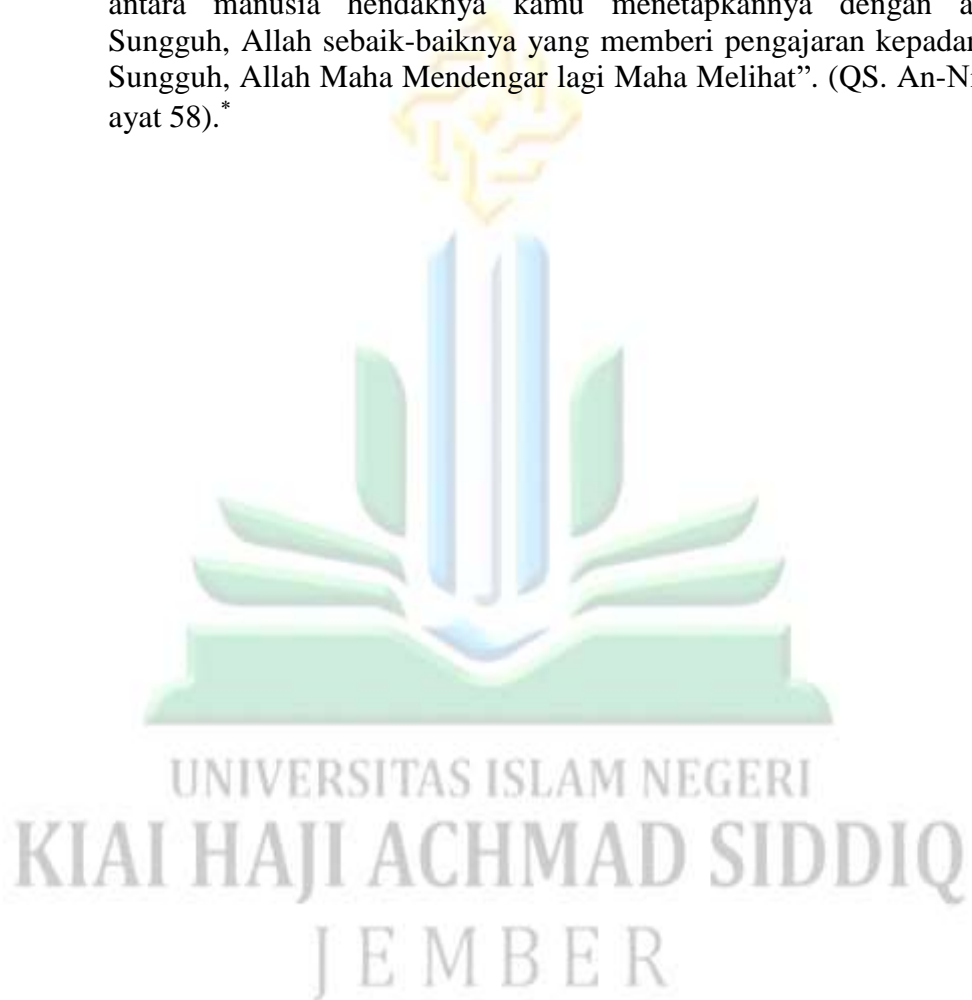 antara manusia hendaknya kamu menetapkannya dengan
Sungguh, Allah sebaik-baiknya yang memberi pengajaran
Sungguh, Allah Maha Mendengar lagi Maha Melihat”. (QS.
ayat 58).*
UNIVERSITAS ISLAM NEGERI
KIAI HAJI ACHMAD SIDDIQ
JEMBER